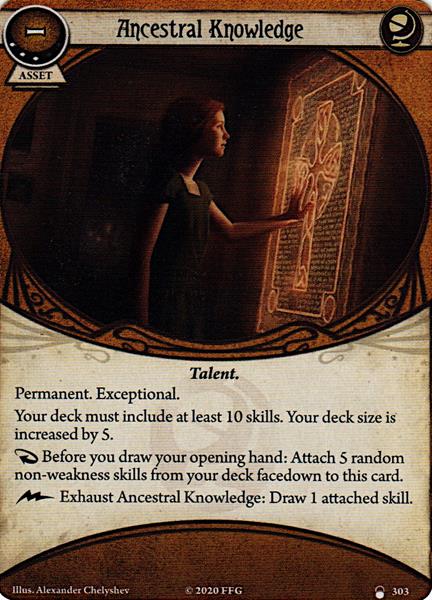 Ancestral Knowledge
ASSET
Talent.
Permanent. Exceptional.
Your deck must include at least 10 skills. Your deck size is
increased by 5.
Before you draw your opening hand: Attach 5 random
non-weakness skills from your deck facedown to this card.
Exhaust Ancestral Knowledge: Draw 1 attached skill.
Illus. Alexander Chelyshev
© 2020 FFG
303